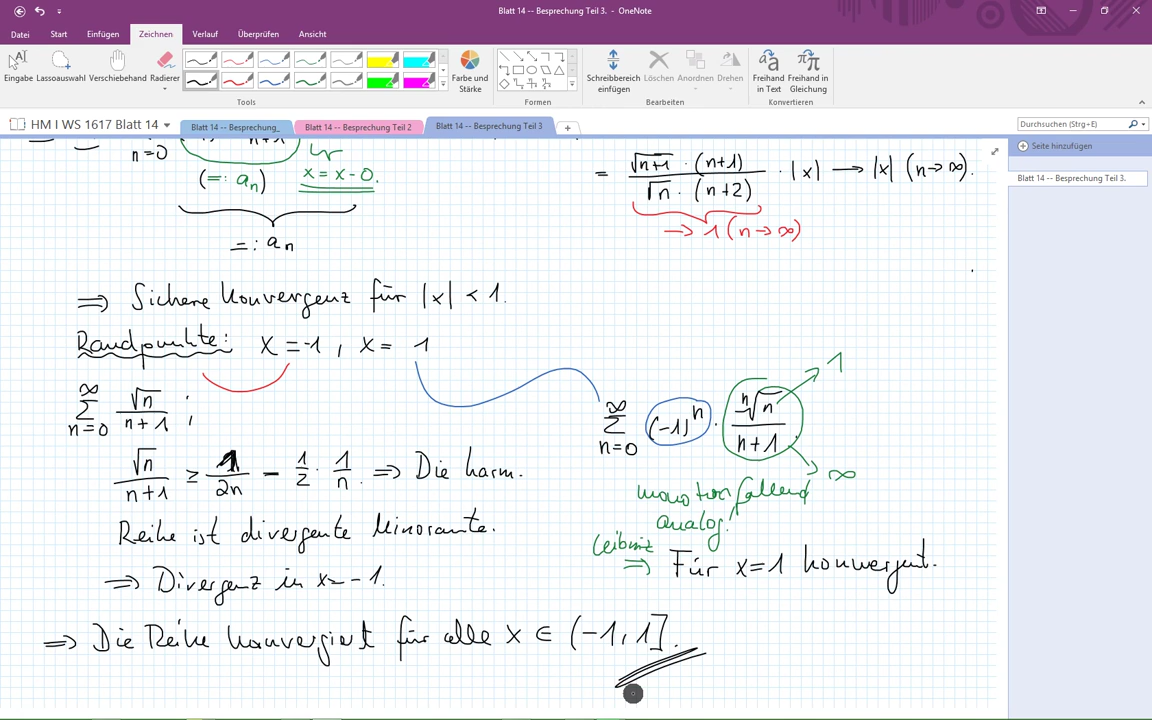 Blatt 14 -- Besprechung Teil 3. - OneNote
Datei Start Einfügen Zeichnen Verlauf Überprüfen Ansicht
Eingabe Lassoauswahl Verschiebehand Radierer
Farbe und Stärke
Schreibbereich einfügen Löschen Anordnen Drehen
Freihand in Text Freihand in Gleichung
Tools Formen Bearbeiten Konvertieren
HM I WS 1617 Blatt 14
Blatt 14 -- Besprechung_ Blatt 14 -- Besprechung Teil 2 Blatt 14 -- Besprechung Teil 3
Durchsuchen (Strg+E)
Seite hinzufügen
Blatt 14 -- Besprechung Teil 3.
n=0
(=: aₙ) x = x-0.
=: aₙ
= √n+1 · (n+1) / √n · (n+2) · |x| → |x| (n→∞).
→ 1 (n→∞)
⇒ Sichere Konvergenz für |x| < 1.
Randpunkte: x = -1, x = 1
∞ ∑ n=0 √n / n+1 ;
√n / n+1 ≥ 1 / 2n = 1/2 · 1/n ⇒ Die harm.
Reihe ist divergente Minorante.
⇒ Divergenz in x=-1.
∞ ∑ n=0 (-1)ⁿ · ⁿ√n / n+1
1
∞
monoton fallend
analog!
Leibniz
⇒ Für x=1 konvergent.
⇒ Die Reihe konvergiert für alle x ∈ (-1, 1].